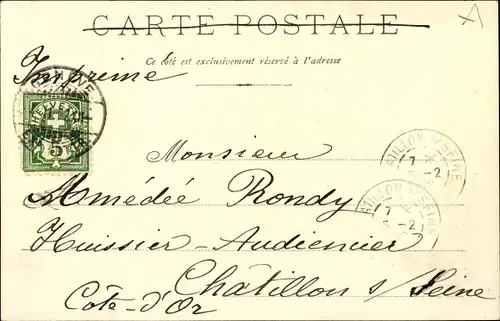 CARTE POSTALE
Ce côté est exclusivement réservé à l'adresse
Imprimé
HELVETIA
5
Monsieur
Amédée Rondy
Huissier-Audiencier
Châtillon s/Seine
Côte-d'Or